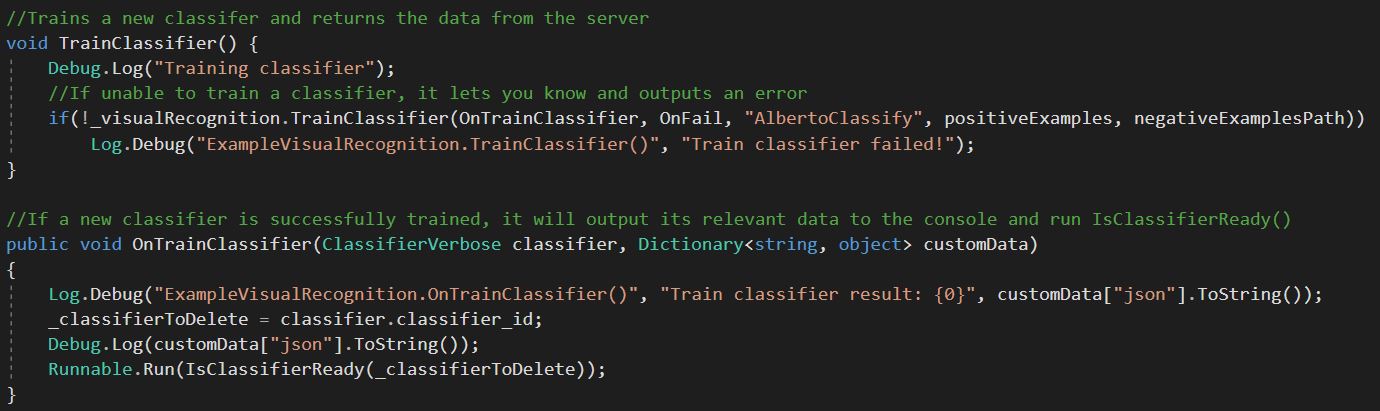 //Trains a new classifer and returns the data from the server
void TrainClassifier() {
    Debug.Log("Training classifier");
    //If unable to train a classifier, it lets you know and outputs an error
    if(!_visualRecognition.TrainClassifier(OnTrainClassifier, OnFail, "AlbertoClassify", positiveExamples, negativeExamplesPath))
        Log.Debug("ExampleVisualRecognition.TrainClassifier()", "Train classifier failed!");
}

//If a new classifier is successfully trained, it will output its relevant data to the console and run IsClassifierReady()
public void OnTrainClassifier(ClassifierVerbose classifier, Dictionary<string, object> customData)
{
    Log.Debug("ExampleVisualRecognition.OnTrainClassifier()", "Train classifier result: {0}", customData["json"].ToString());
    _classifierToDelete = classifier.classifier_id;
    Debug.Log(customData["json"].ToString());
    Runnable.Run(IsClassifierReady(_classifierToDelete));
}